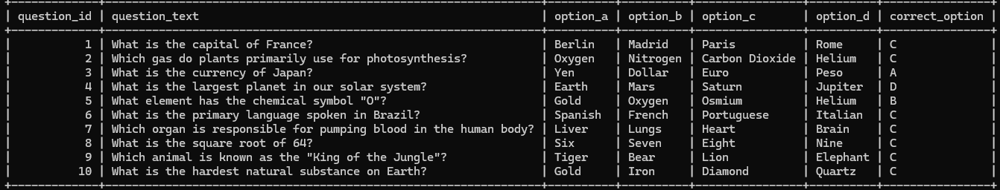 | question_id | question_text | option_a | option_b | option_c | option_d | correct_option |
| 1 | What is the capital of France? | Berlin | Madrid | Paris | Rome | C |
| 2 | Which gas do plants primarily use for photosynthesis? | Oxygen | Nitrogen | Carbon Dioxide | Helium | C |
| 3 | What is the currency of Japan? | Yen | Dollar | Euro | Peso | A |
| 4 | What is the largest planet in our solar system? | Earth | Mars | Saturn | Jupiter | D |
| 5 | What element has the chemical symbol "O"? | Gold | Oxygen | Osmium | Helium | B |
| 6 | What is the primary language spoken in Brazil? | Spanish | French | Portuguese | Italian | C |
| 7 | Which organ is responsible for pumping blood in the human body? | Liver | Lungs | Heart | Brain | C |
| 8 | What is the square root of 64? | Six | Seven | Eight | Nine | C |
| 9 | Which animal is known as the "King of the Jungle"? | Tiger | Bear | Lion | Elephant | C |
| 10 | What is the hardest natural substance on Earth? | Gold | Iron | Diamond | Quartz | C |